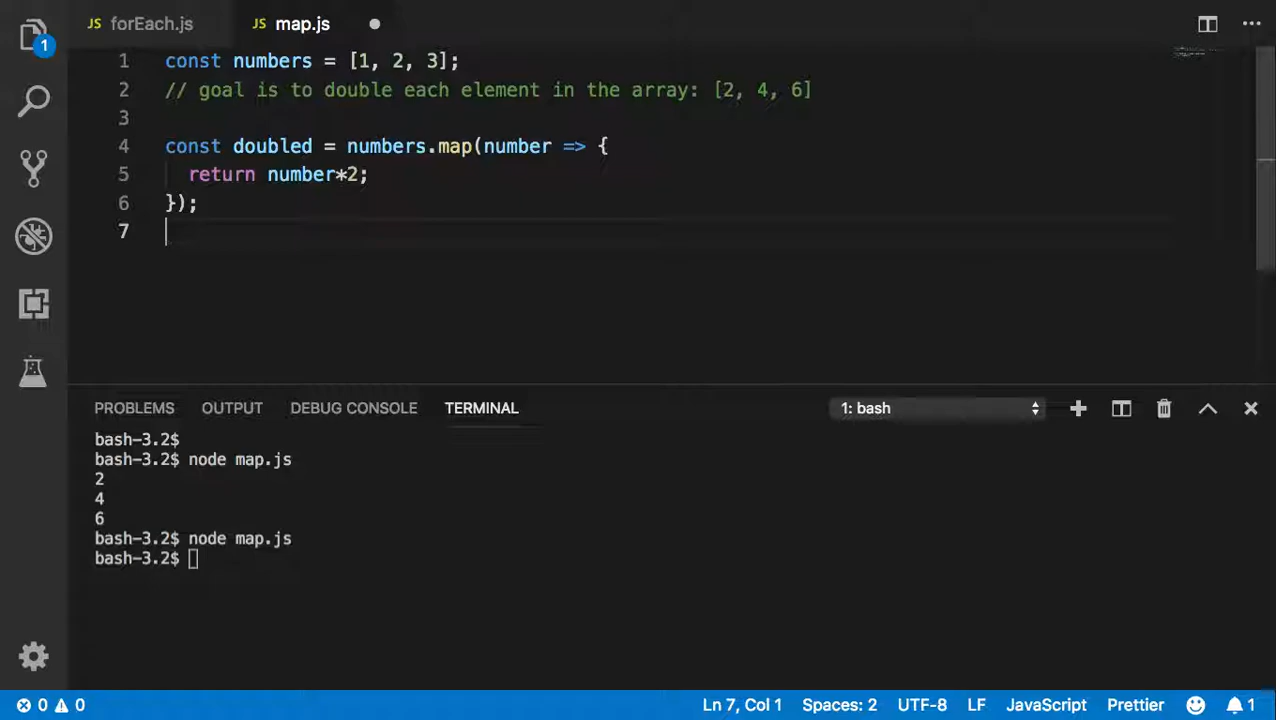 JS forEach.js JS map.js
1
1 const numbers = [1, 2, 3];
2 // goal is to double each element in the array: [2, 4, 6]
3
4 const doubled = numbers.map(number => {
5 return number*2;
6 });
7
PROBLEMS OUTPUT DEBUG CONSOLE TERMINAL 1: bash
bash-3.2$
bash-3.2$ node map.js
2
4
6
bash-3.2$ node map.js
bash-3.2$
0 0 Ln 7, Col 1 Spaces: 2 UTF-8 LF JavaScript Prettier 1